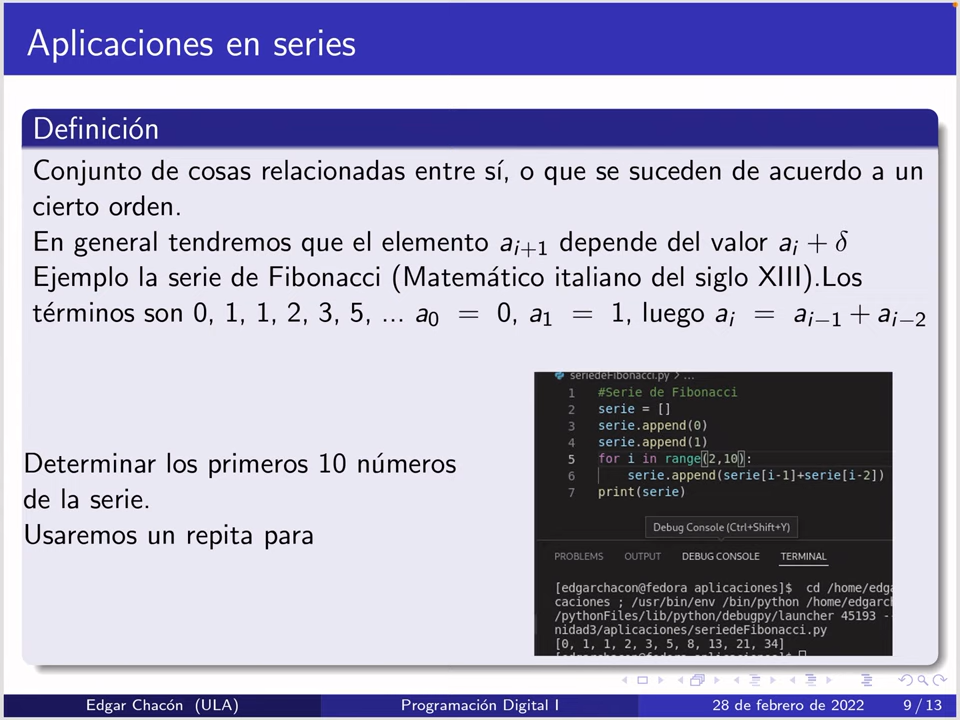 Aplicaciones en series
Definición
Conjunto de cosas relacionadas entre sí, o que se suceden de acuerdo a un
cierto orden.
En general tendremos que el elemento a_{i+1} depende del valor a_i + δ
Ejemplo la serie de Fibonacci (Matemático italiano del siglo XIII).Los
términos son 0, 1, 1, 2, 3, 5, ... a_0 = 0, a_1 = 1, luego a_i = a_{i−1} + a_{i−2}
Determinar los primeros 10 números
de la serie.
Usaremos un repita para
seriedeFibonacci.py > ...
1 #Serie de Fibonacci
2 serie = []
3 serie.append(0)
4 serie.append(1)
5 for i in range(2,10):
6 serie.append(serie[i-1]+serie[i-2])
7 print(serie)
Debug Console (Ctrl+Shift+Y)
PROBLEMS OUTPUT DEBUG CONSOLE TERMINAL
[edgarchacon@fedora aplicaciones]$ cd /home/edga
caciones ; /usr/bin/env /bin/python /home/edgarch
/pythonFiles/lib/python/debugpy/launcher 45193 -
nidad3/aplicaciones/seriedeFibonacci.py
[0, 1, 1, 2, 3, 5, 8, 13, 21, 34]
Edgar Chacón (ULA) Programación Digital I 28 de febrero de 2022 9 / 13